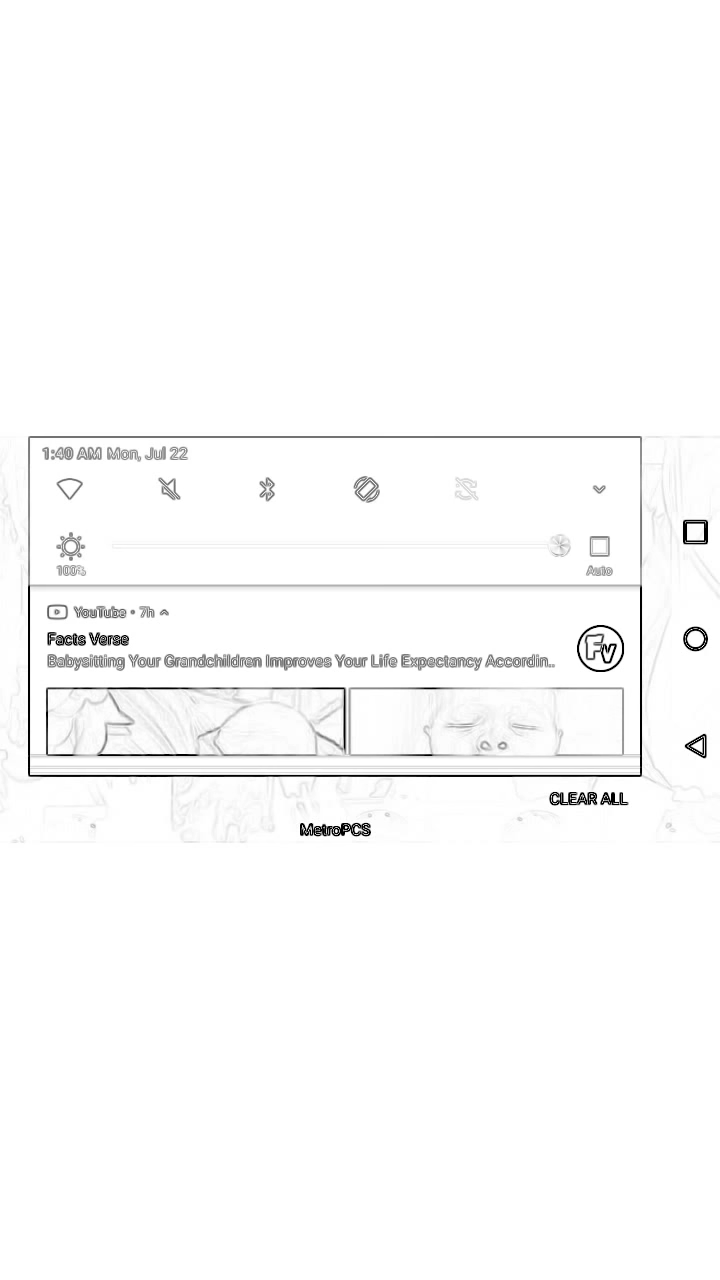 1:40 AM Mon, Jul 22
100%
Auto
YouTube • 7h
Facts Verse
Babysitting Your Grandchildren Improves Your Life Expectancy Accordin..
FV
CLEAR ALL
MetroPCS